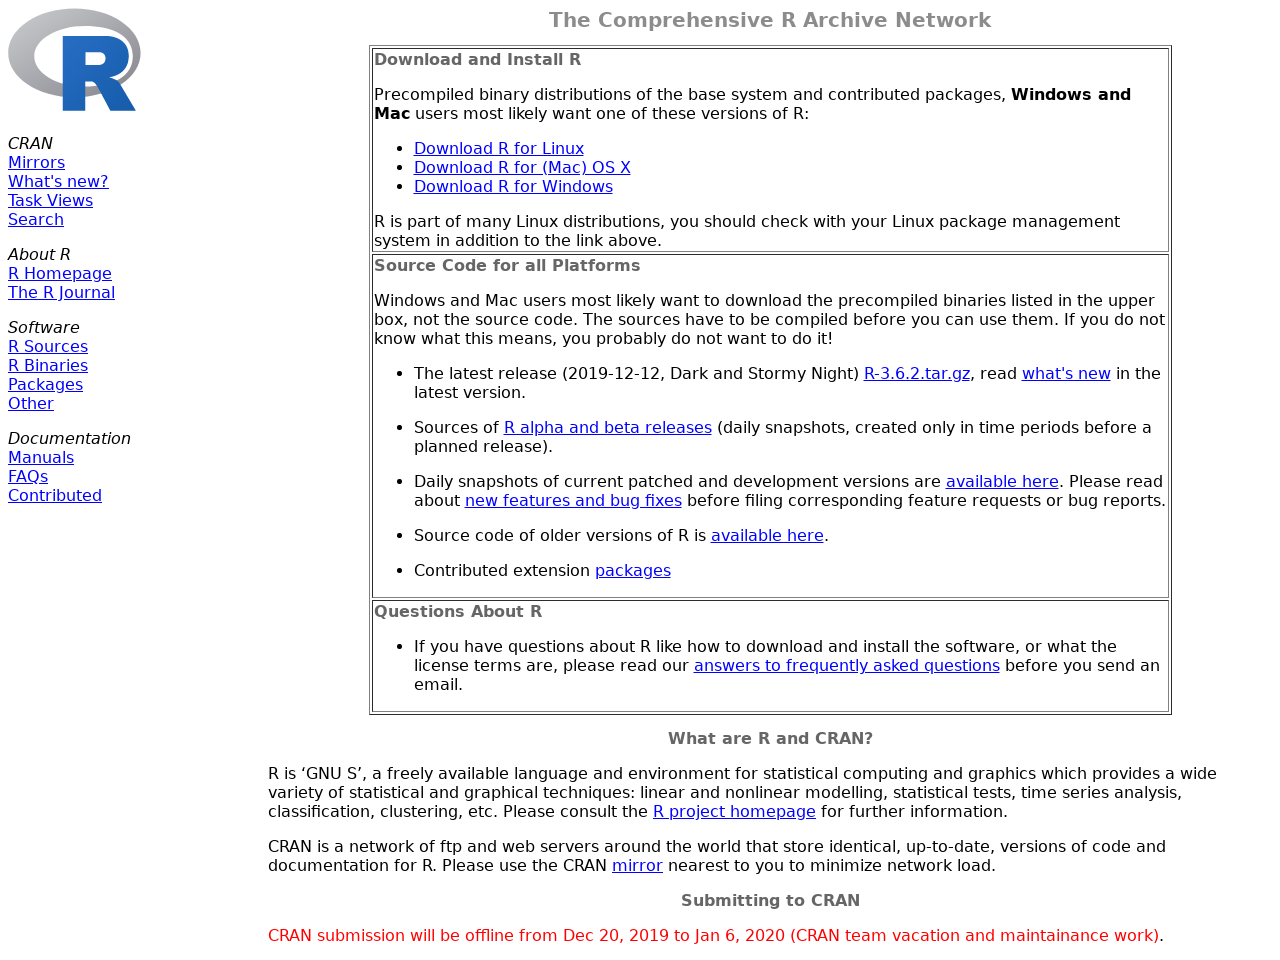 R
CRAN
Mirrors
What's new?
Task Views
Search
About R
R Homepage
The R Journal
Software
R Sources
R Binaries
Packages
Other
Documentation
Manuals
FAQs
Contributed
The Comprehensive R Archive Network
Download and Install R
Precompiled binary distributions of the base system and contributed packages, Windows and
Mac users most likely want one of these versions of R:
Download R for Linux
Download R for (Mac) OS X
Download R for Windows
R is part of many Linux distributions, you should check with your Linux package management
system in addition to the link above.
Source Code for all Platforms
Windows and Mac users most likely want to download the precompiled binaries listed in the upper
box, not the source code. The sources have to be compiled before you can use them. If you do not
know what this means, you probably do not want to do it!
The latest release (2019-12-12, Dark and Stormy Night) R-3.6.2.tar.gz, read what's new in the
latest version.
Sources of R alpha and beta releases (daily snapshots, created only in time periods before a
planned release).
Daily snapshots of current patched and development versions are available here. Please read
about new features and bug fixes before filing corresponding feature requests or bug reports.
Source code of older versions of R is available here.
Contributed extension packages
Questions About R
If you have questions about R like how to download and install the software, or what the
license terms are, please read our answers to frequently asked questions before you send an
email.
What are R and CRAN?
R is ‘GNU S’, a freely available language and environment for statistical computing and graphics which provides a wide
variety of statistical and graphical techniques: linear and nonlinear modelling, statistical tests, time series analysis,
classification, clustering, etc. Please consult the R project homepage for further information.
CRAN is a network of ftp and web servers around the world that store identical, up-to-date, versions of code and
documentation for R. Please use the CRAN mirror nearest to you to minimize network load.
Submitting to CRAN
CRAN submission will be offline from Dec 20, 2019 to Jan 6, 2020 (CRAN team vacation and maintainance work).